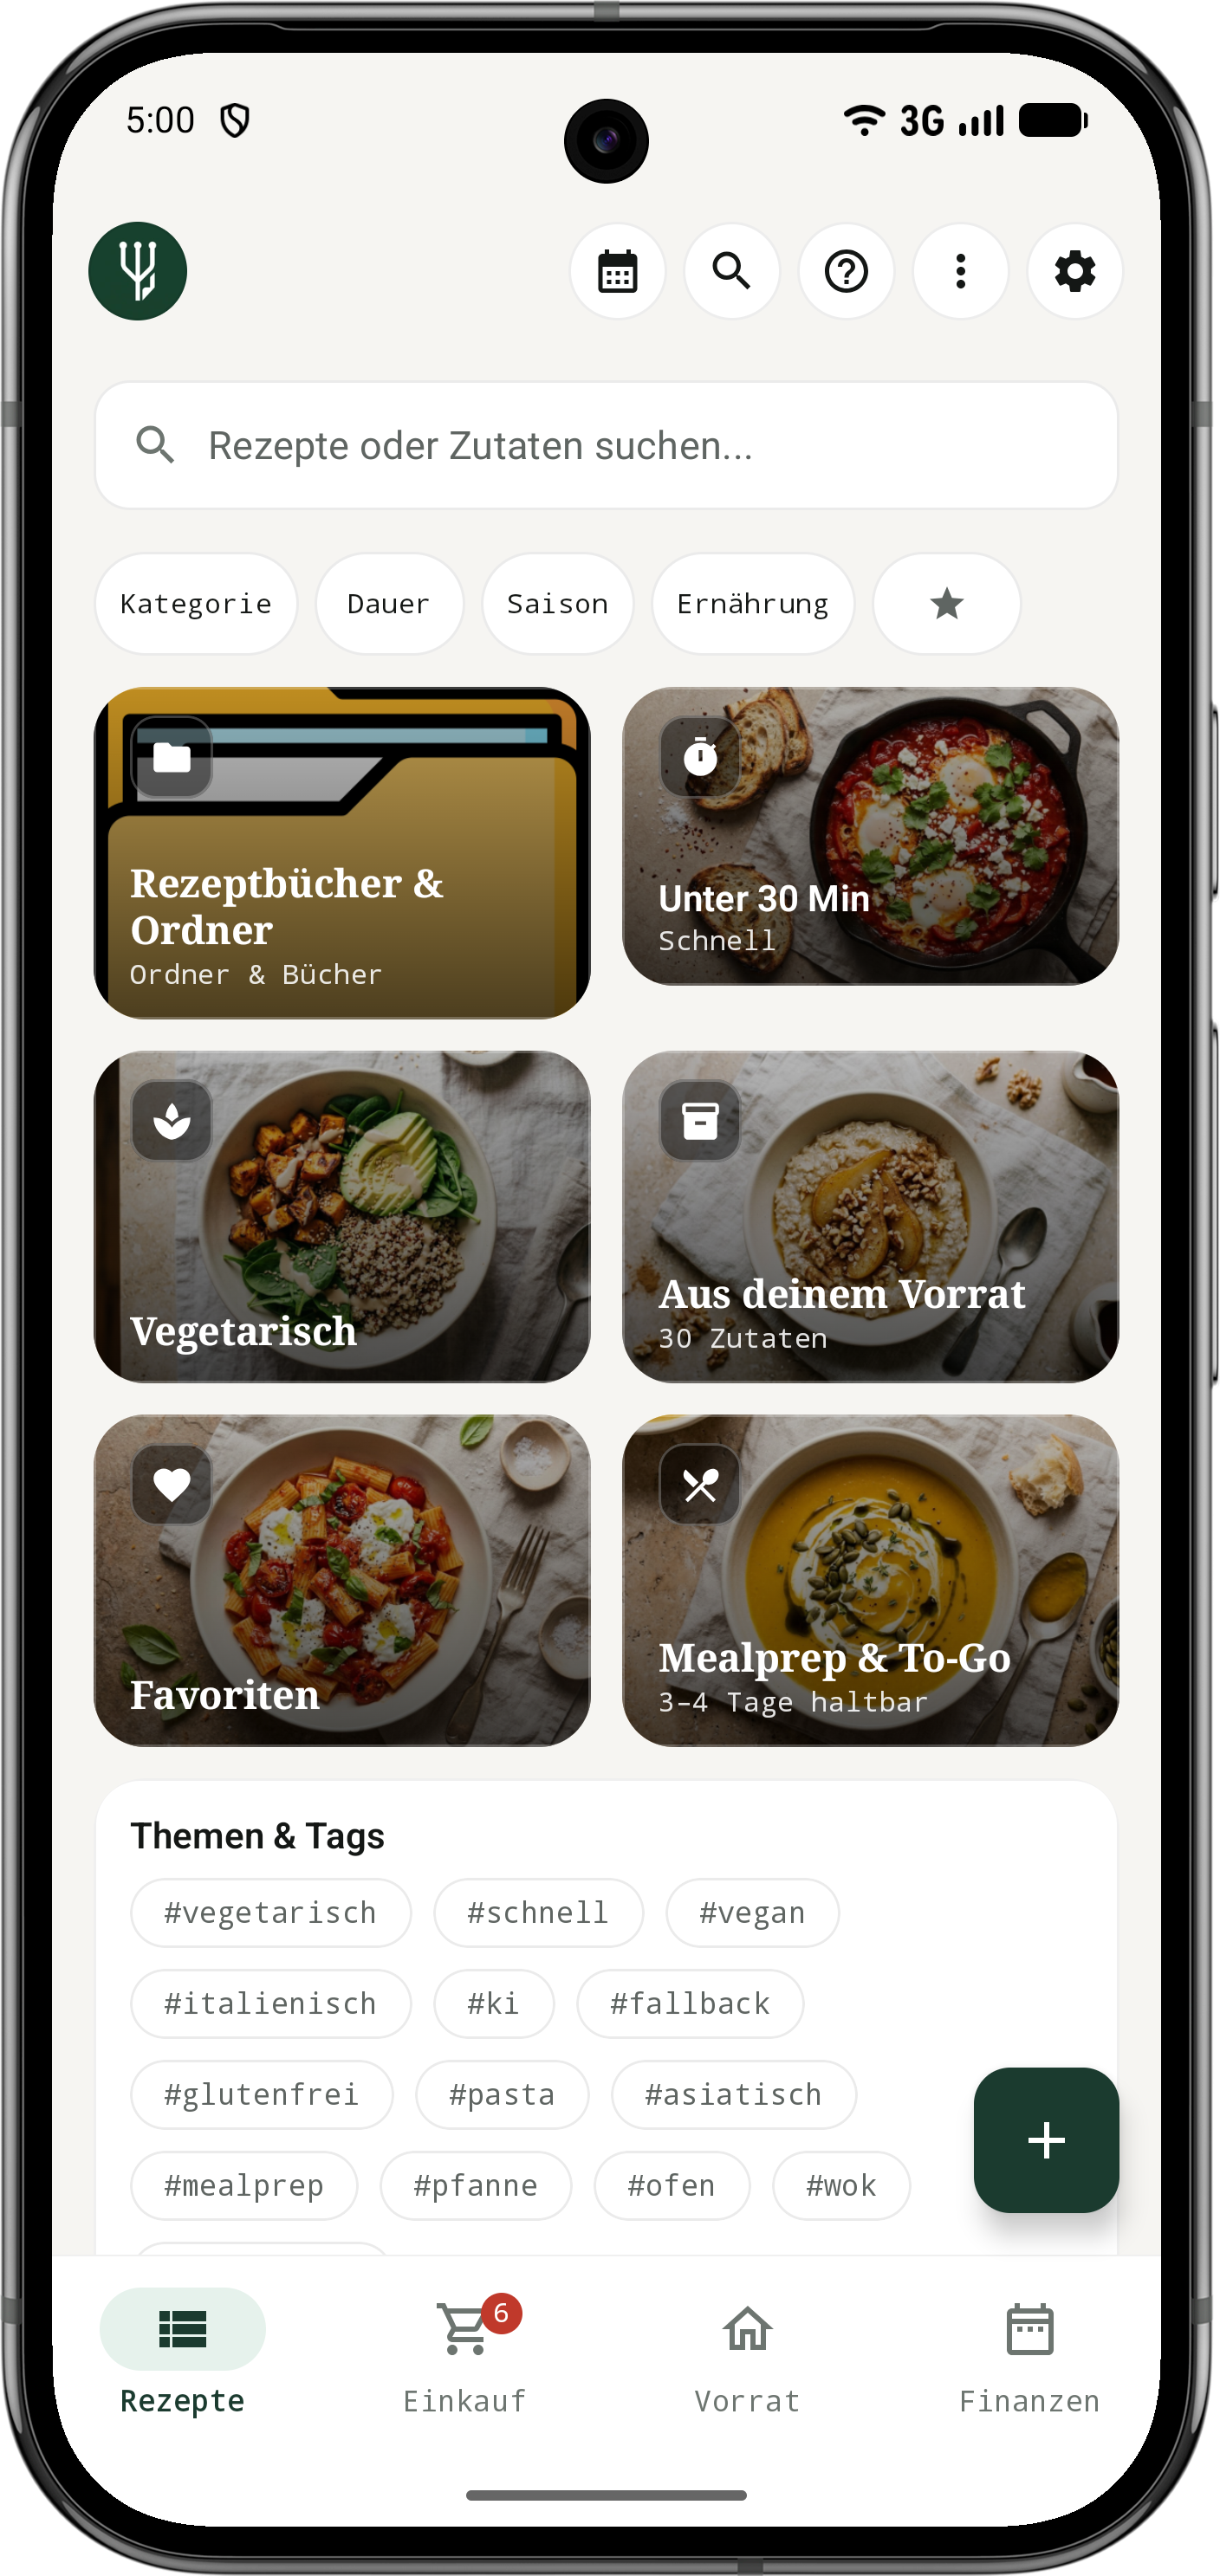 5:00 3G
Rezepte oder Zutaten suchen...
Kategorie Dauer Saison Ernährung
Rezeptbücher &
Ordner
Ordner & Bücher
Unter 30 Min
Schnell
Vegetarisch
Aus deinem Vorrat
30 Zutaten
Favoriten
Mealprep & To-Go
3–4 Tage haltbar
Themen & Tags
#vegetarisch #schnell #vegan
#italienisch #ki #fallback
#glutenfrei #pasta #asiatisch
#mealprep #pfanne #ofen #wok
6
Rezepte Einkauf Vorrat Finanzen